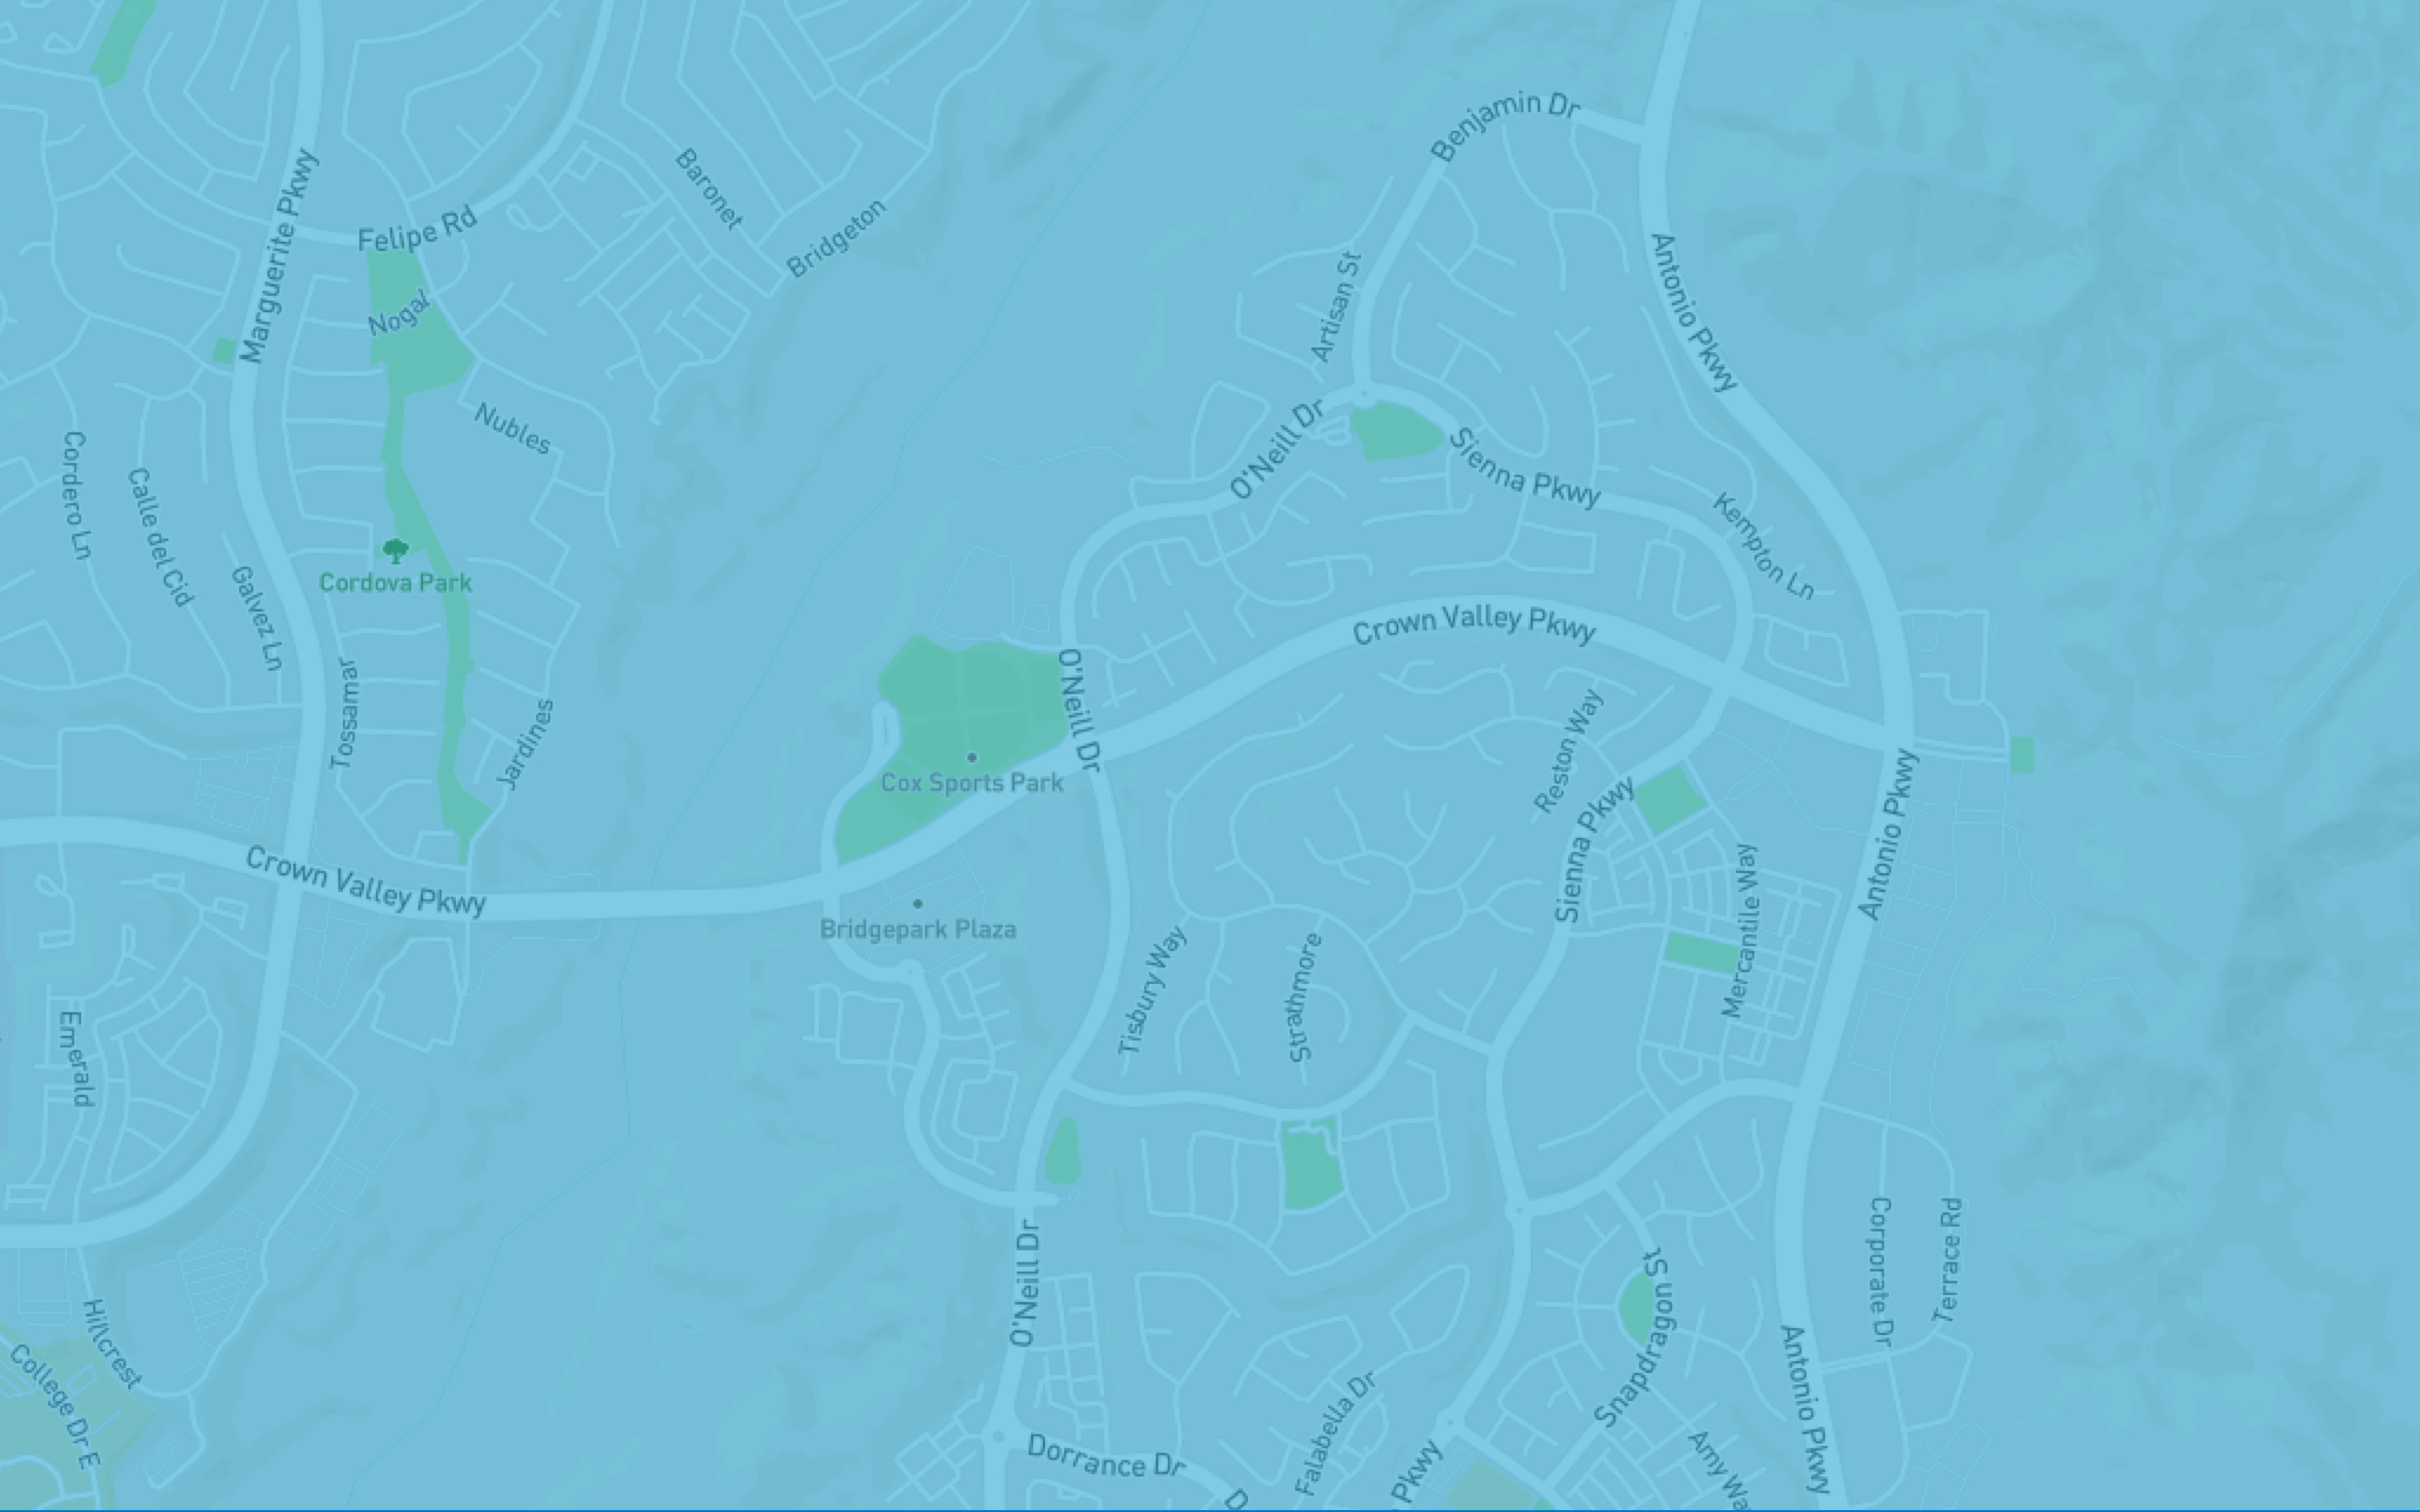 Benjamin Dr
Marguerite Pkwy
Felipe Rd
Baronet
Bridgeton
Antonio Pkwy
Artisan St
Nogal
Nubles
O'Neill Dr
Sienna Pkwy
Cordero Ln
Calle del Cid
Kempton Ln
Galvez Ln
Cordova Park
Crown Valley Pkwy
Tossamar
Jardines
O'Neill Dr
Reston Way
Cox Sports Park
Sienna Pkwy
Antonio Pkwy
Crown Valley Pkwy
Mercantile Way
Bridgepark Plaza
Tisbury Way
Strathmore
Emerald
O'Neill Dr
Corporate Dr
Terrace Rd
Snapdragon St
Hillcrest
College Dr E
Antonio Pkwy
Falabella Dr
Dorrance Dr
Pkwy
Amy Wa
D